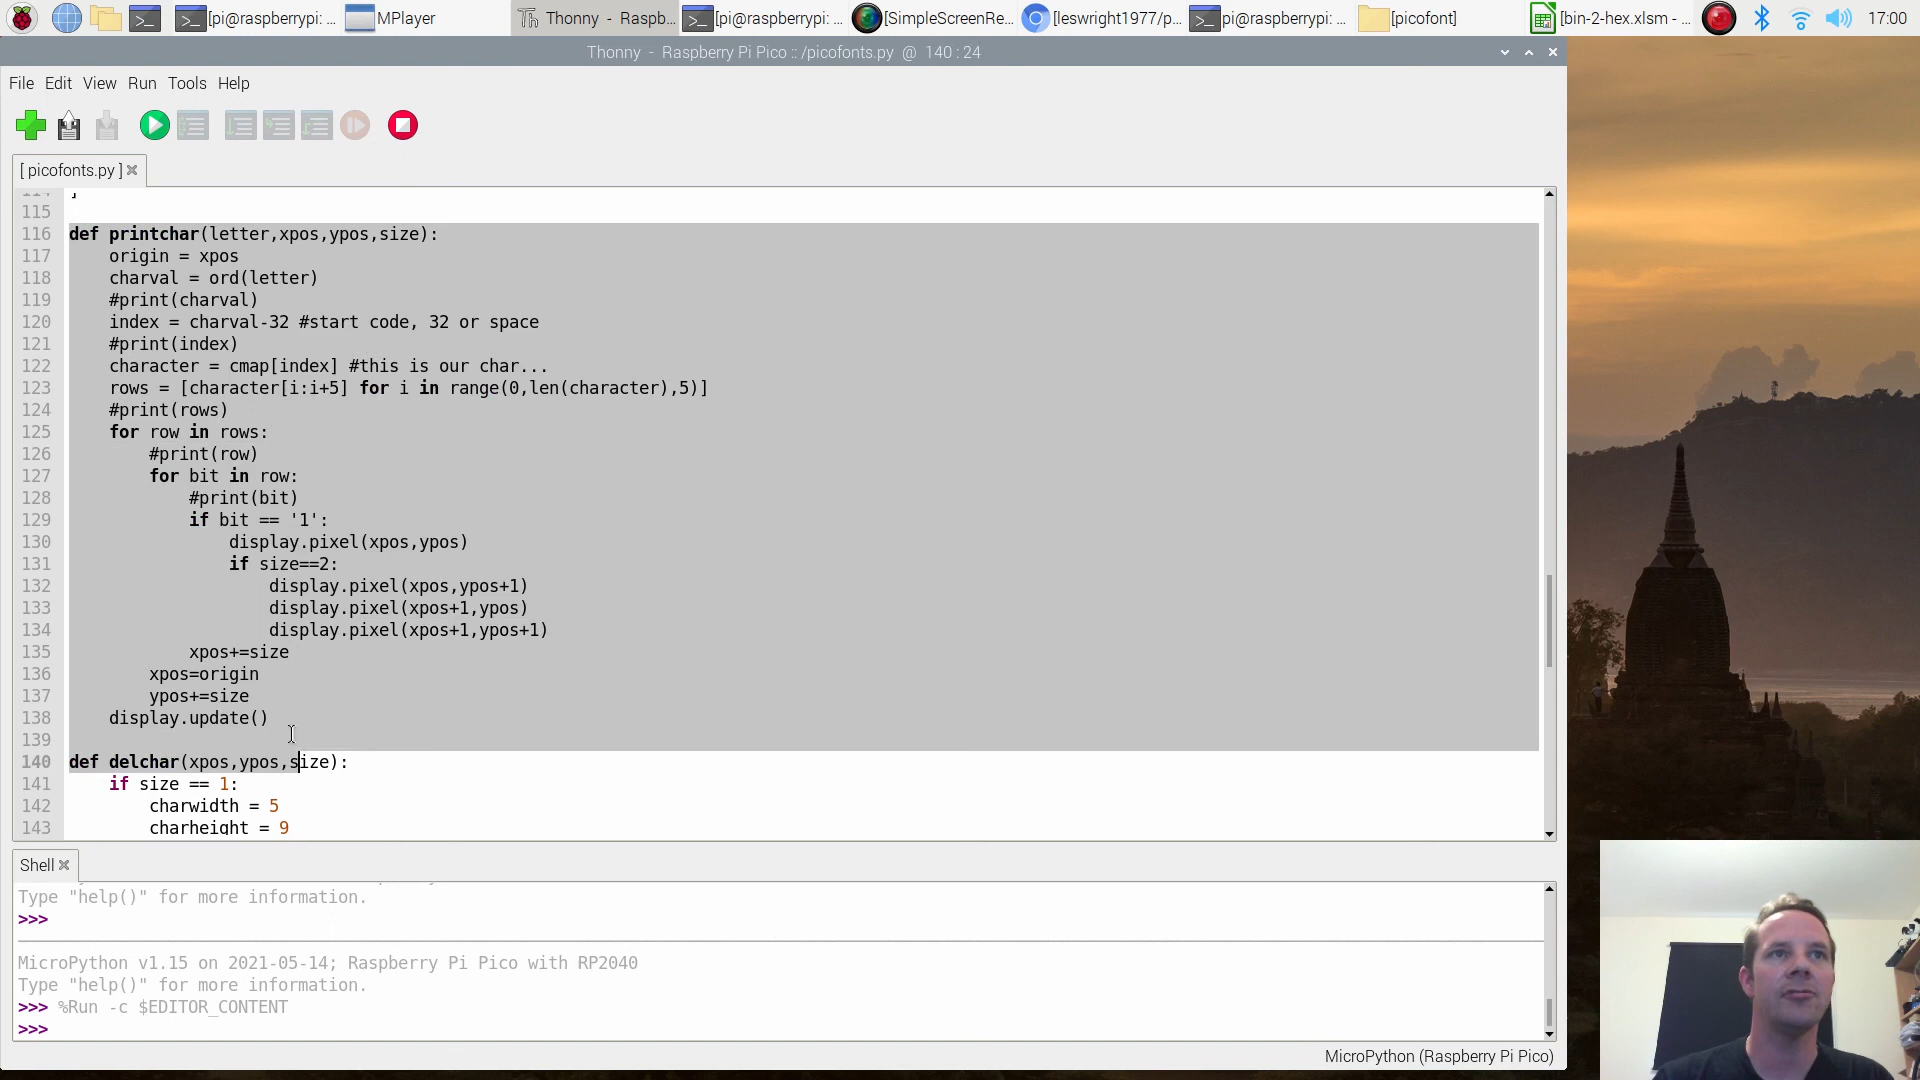 [pi@raspberrypi: ...
MPlayer
Thonny - Raspb...
[pi@raspberrypi: ...
[SimpleScreenRe...
[leswright1977/p...
pi@raspberrypi: ...
[picofont]
[bin-2-hex.xlsm - ...
17:00
Thonny - Raspberry Pi Pico :: /picofonts.py @ 140 : 24
File Edit View Run Tools Help
[ picofonts.py ]
115
116 def printchar(letter,xpos,ypos,size):
117     origin = xpos
118     charval = ord(letter)
119     #print(charval)
120     index = charval-32 #start code, 32 or space
121     #print(index)
122     character = cmap[index] #this is our char...
123     rows = [character[i:i+5] for i in range(0,len(character),5)]
124     #print(rows)
125     for row in rows:
126         #print(row)
127         for bit in row:
128             #print(bit)
129             if bit == '1':
130                 display.pixel(xpos,ypos)
131                 if size==2:
132                     display.pixel(xpos,ypos+1)
133                     display.pixel(xpos+1,ypos)
134                     display.pixel(xpos+1,ypos+1)
135             xpos+=size
136         xpos=origin
137         ypos+=size
138     display.update()
139
140 def delchar(xpos,ypos,size):
141     if size == 1:
142         charwidth = 5
143         charheight = 9
Shell
Type "help()" for more information.
>>>
MicroPython v1.15 on 2021-05-14; Raspberry Pi Pico with RP2040
Type "help()" for more information.
>>> %Run -c $EDITOR_CONTENT
>>>
MicroPython (Raspberry Pi Pico)